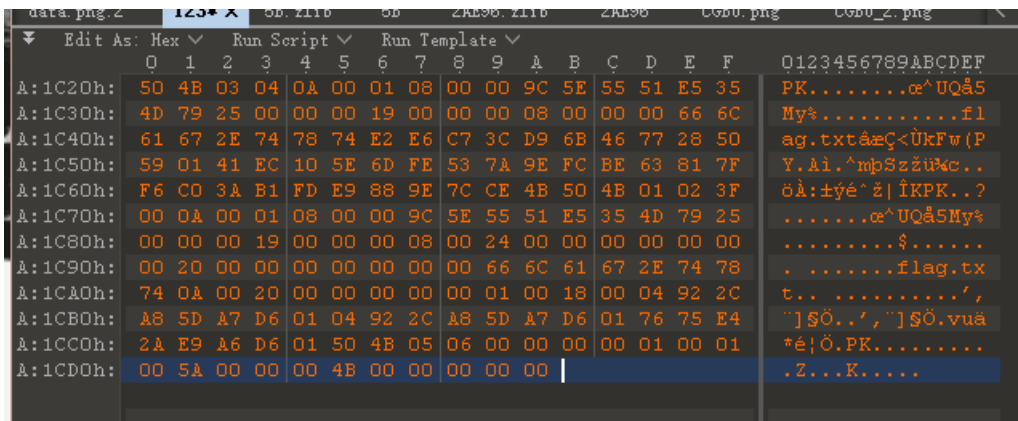 data.png.2 123* X 5B.zlib 5B 2AE96.zlib 2AE96 CGBU.png CGBU_2.png
Edit As: Hex Run Script Run Template
0 1 2 3 4 5 6 7 8 9 A B C D E F 0123456789ABCDEF
A:1C20h: 50 4B 03 04 0A 00 01 08 00 00 9C 5E 55 51 E5 35 PK........œ^UQå5
A:1C30h: 4D 79 25 00 00 00 19 00 00 00 08 00 00 00 66 6C My%...........fl
A:1C40h: 61 67 2E 74 78 74 E2 E6 C7 3C D9 6B 46 77 28 50 ag.txtâæÇ<ÙkFw(P
A:1C50h: 59 01 41 EC 10 5E 6D FE 53 7A 9E FC BE 63 81 7F Y.Aì.^mþSzžü¾c..
A:1C60h: F6 C0 3A B1 FD E9 88 9E 7C CE 4B 50 4B 01 02 3F öÀ:±ýéˆž|ÎKPK..?
A:1C70h: 00 0A 00 01 08 00 00 9C 5E 55 51 E5 35 4D 79 25 .......œ^UQå5My%
A:1C80h: 00 00 00 19 00 00 00 08 00 24 00 00 00 00 00 00 .........$......
A:1C90h: 00 20 00 00 00 00 00 00 00 66 6C 61 67 2E 74 78 . .......flag.tx
A:1CA0h: 74 0A 00 20 00 00 00 00 00 01 00 18 00 04 92 2C t.. ..........’,
A:1CB0h: A8 5D A7 D6 01 04 92 2C A8 5D A7 D6 01 76 75 E4 ¨]§Ö..’,¨]§Ö.vuä
A:1CC0h: 2A E9 A6 D6 01 50 4B 05 06 00 00 00 00 01 00 01 *é¦Ö.PK.........
A:1CD0h: 00 5A 00 00 00 4B 00 00 00 00 00 .Z...K.....